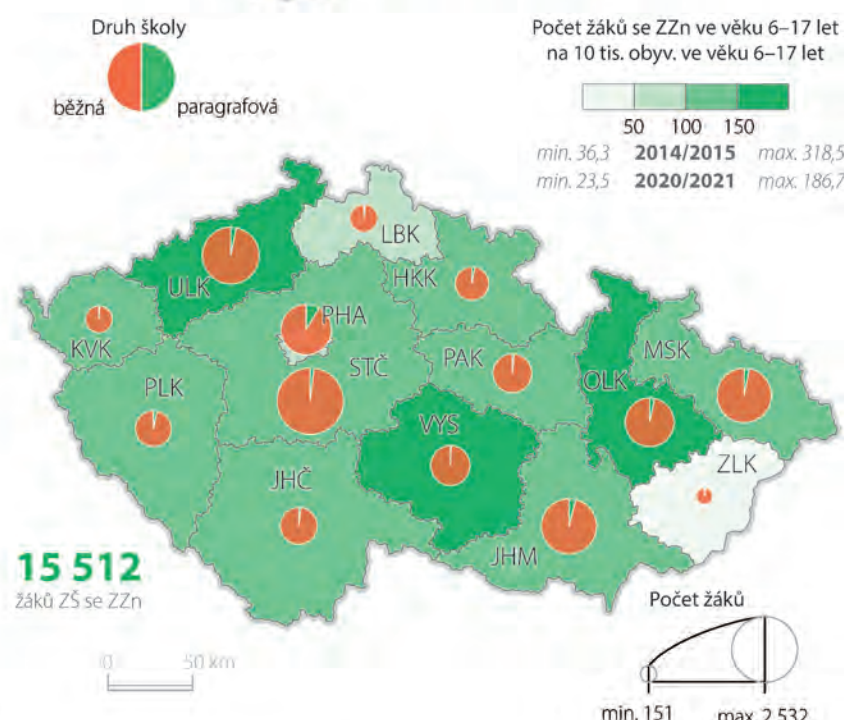 Druh školy
běžná
paragrafová
Počet žáků se ZZn ve věku 6–17 let
na 10 tis. obyv. ve věku 6–17 let
50 100 150
min. 36,3 2014/2015 max. 318,5
min. 23,5 2020/2021 max. 186,7
LBK
ULK
HKK
PHA
KVK
STČ
PAK
MSK
OLK
PLK
VYS
ZLK
JHČ
JHM
15 512
žáků ZŠ se ZZn
0 50 km
Počet žáků
min. 151 max. 2 532